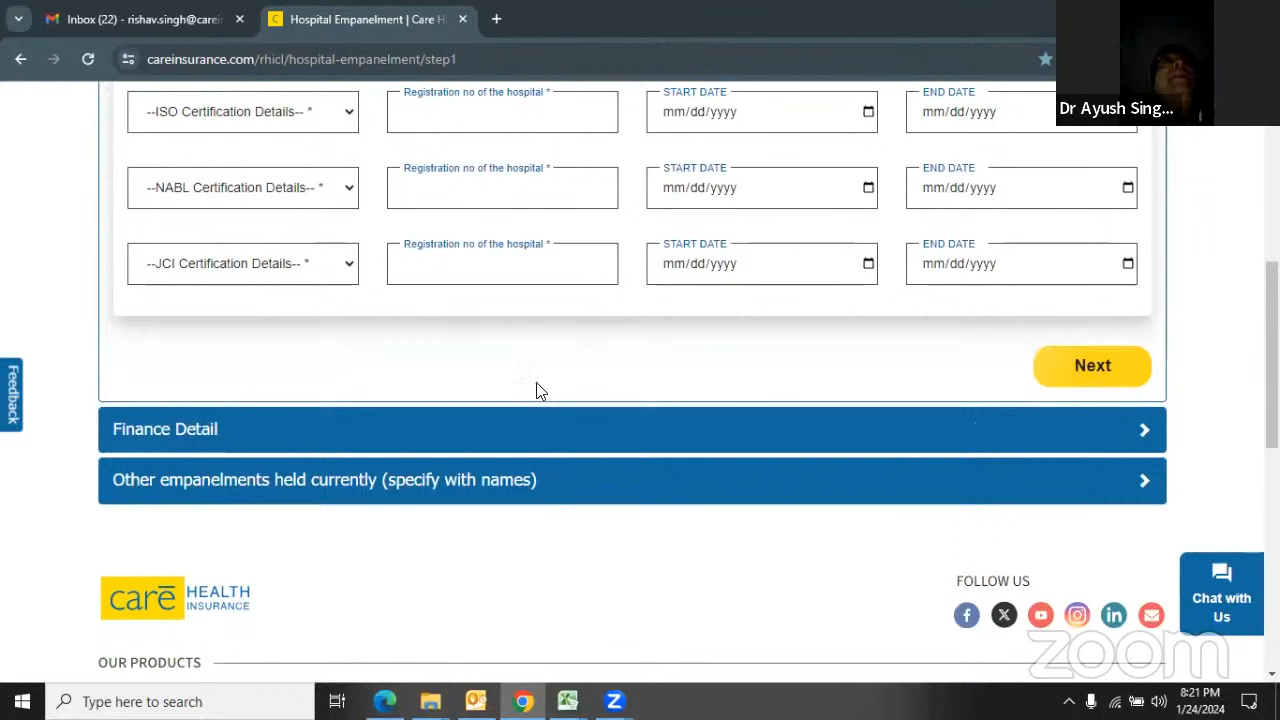 Inbox (22) - rishav.singh@carei
Hospital Empanelment | Care H
careinsurance.com/rhicl/hospital-empanelment/step1
Dr Ayush Sing...
--ISO Certification Details-- *
Registration no of the hospital *
START DATE
mm/dd/yyyy
END DATE
mm/dd/yyyy
--NABL Certification Details-- *
Registration no of the hospital *
START DATE
mm/dd/yyyy
END DATE
mm/dd/yyyy
--JCI Certification Details-- *
Registration no of the hospital *
START DATE
mm/dd/yyyy
END DATE
mm/dd/yyyy
Next
Feedback
Finance Detail
Other empanelments held currently (specify with names)
care HEALTH
INSURANCE
FOLLOW US
Chat with
Us
zoom
OUR PRODUCTS
Type here to search
8:21 PM
1/24/2024